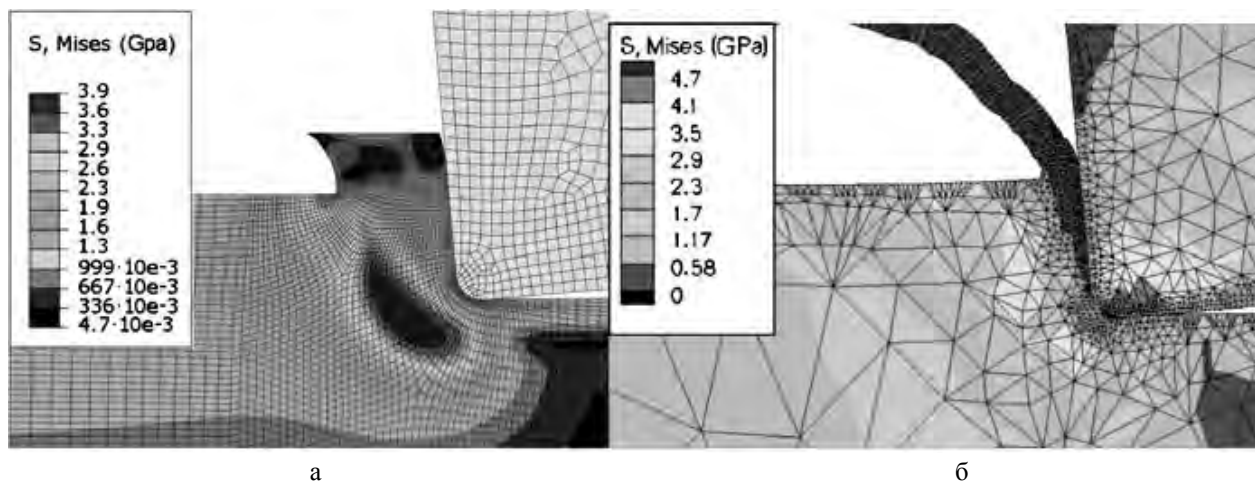 S, Mises (Gpa)
3.9
3.6
3.3
2.9
2.6
2.3
1.9
1.6
1.3
999·10e-3
667·10e-3
336·10e-3
4.7·10e-3
S, Mises (GPa)
4.7
4.1
3.5
2.9
2.3
1.7
1.17
0.58
0
а
б